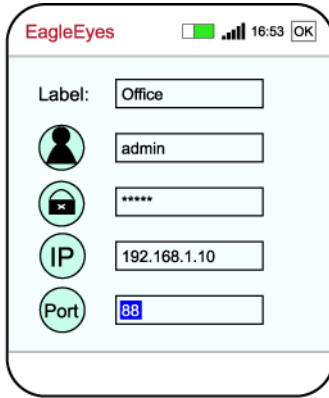 EagleEyes 16:53 OK
Label: Office
admin
*****
IP 192.168.1.10
Port 88